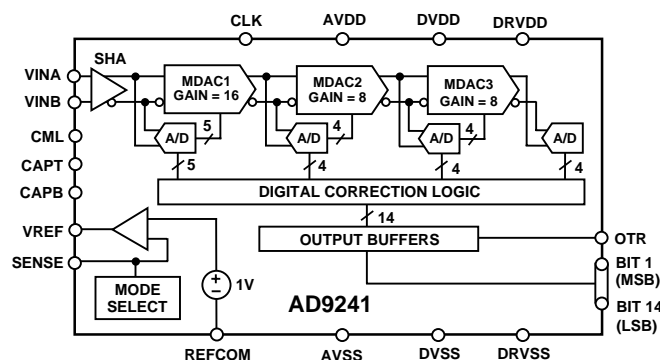 CLK AVDD DVDD DRVDD
SHA
VINA
VINB
MDAC1
GAIN = 16
MDAC2
GAIN = 8
MDAC3
GAIN = 8
A/D
5
A/D
4
A/D
4
A/D
5
4
4
4
CML
CAPT
CAPB
VREF
SENSE
DIGITAL CORRECTION LOGIC
14
OUTPUT BUFFERS
OTR
BIT 1
(MSB)
BIT 14
(LSB)
MODE
SELECT
1V
AD9241
REFCOM AVSS DVSS DRVSS